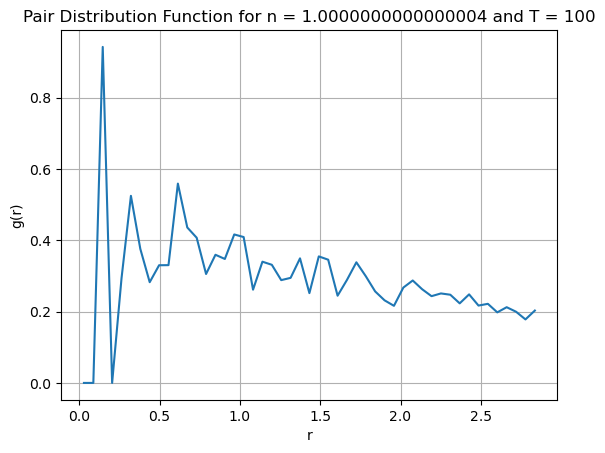 Pair Distribution Function for n = 1.0000000000000004 and T = 100
g(r)
0.8
0.6
0.4
0.2
0.0
0.0 0.5 1.0 1.5 2.0 2.5
r